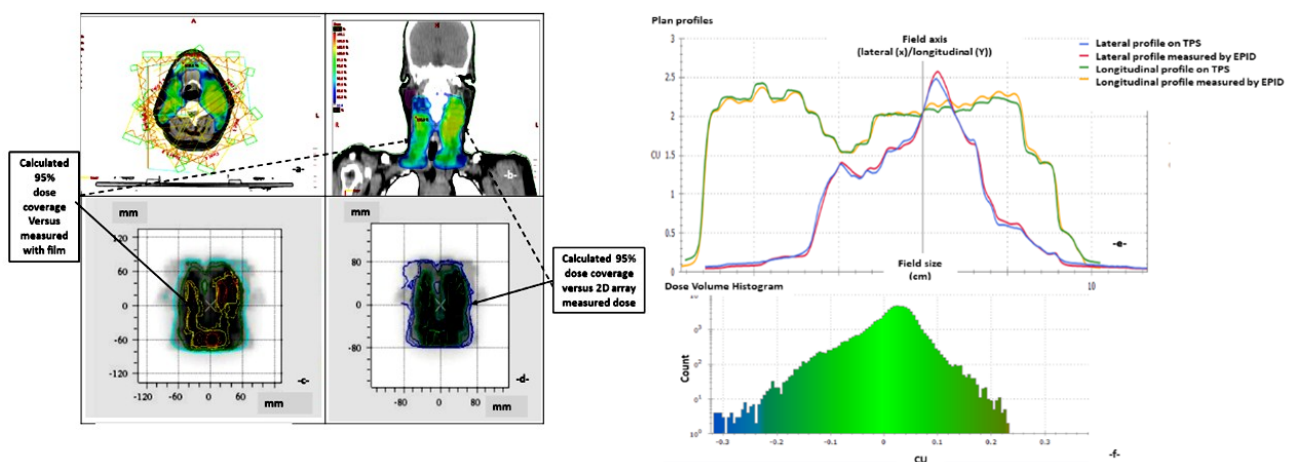 A
H
R
L
R
L
-a-
-b-
Calculated
95%
dose
coverage
Versus
measured
with film
mm
120
60
0
-60
-120
-120
-60
0
60
mm
-c-
mm
80
0
-80
-80
0
80
mm
-d-
Calculated 95%
dose coverage
versus 2D array
measured dose
Plan profiles
Field axis
(lateral (x)/longitudinal (Y))
Lateral profile on TPS
Lateral profile measured by EPID
Longitudinal profile on TPS
Longitudinal profile measured by EPID
3
2.5
2
1.5
1
0.5
0
CU
-e-
Field size
(cm)
10
Dose Volume Histogram
10³
10²
10¹
10⁰
Count
-0.3
-0.2
-0.1
0
0.1
0.2
0.3
CU
-f-